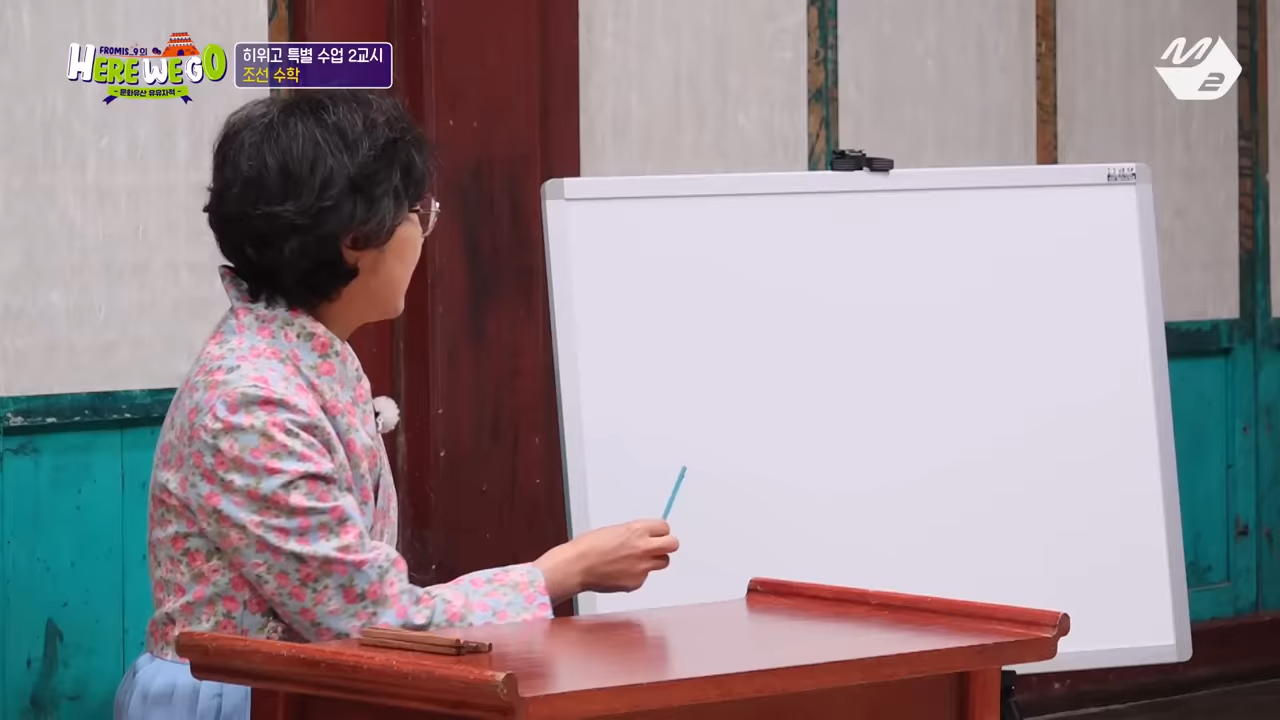 FROMIS_9의
HERE WE GO
- 문화유산 유유자적 -
히위고 특별 수업 2교시
조선 수학
M2